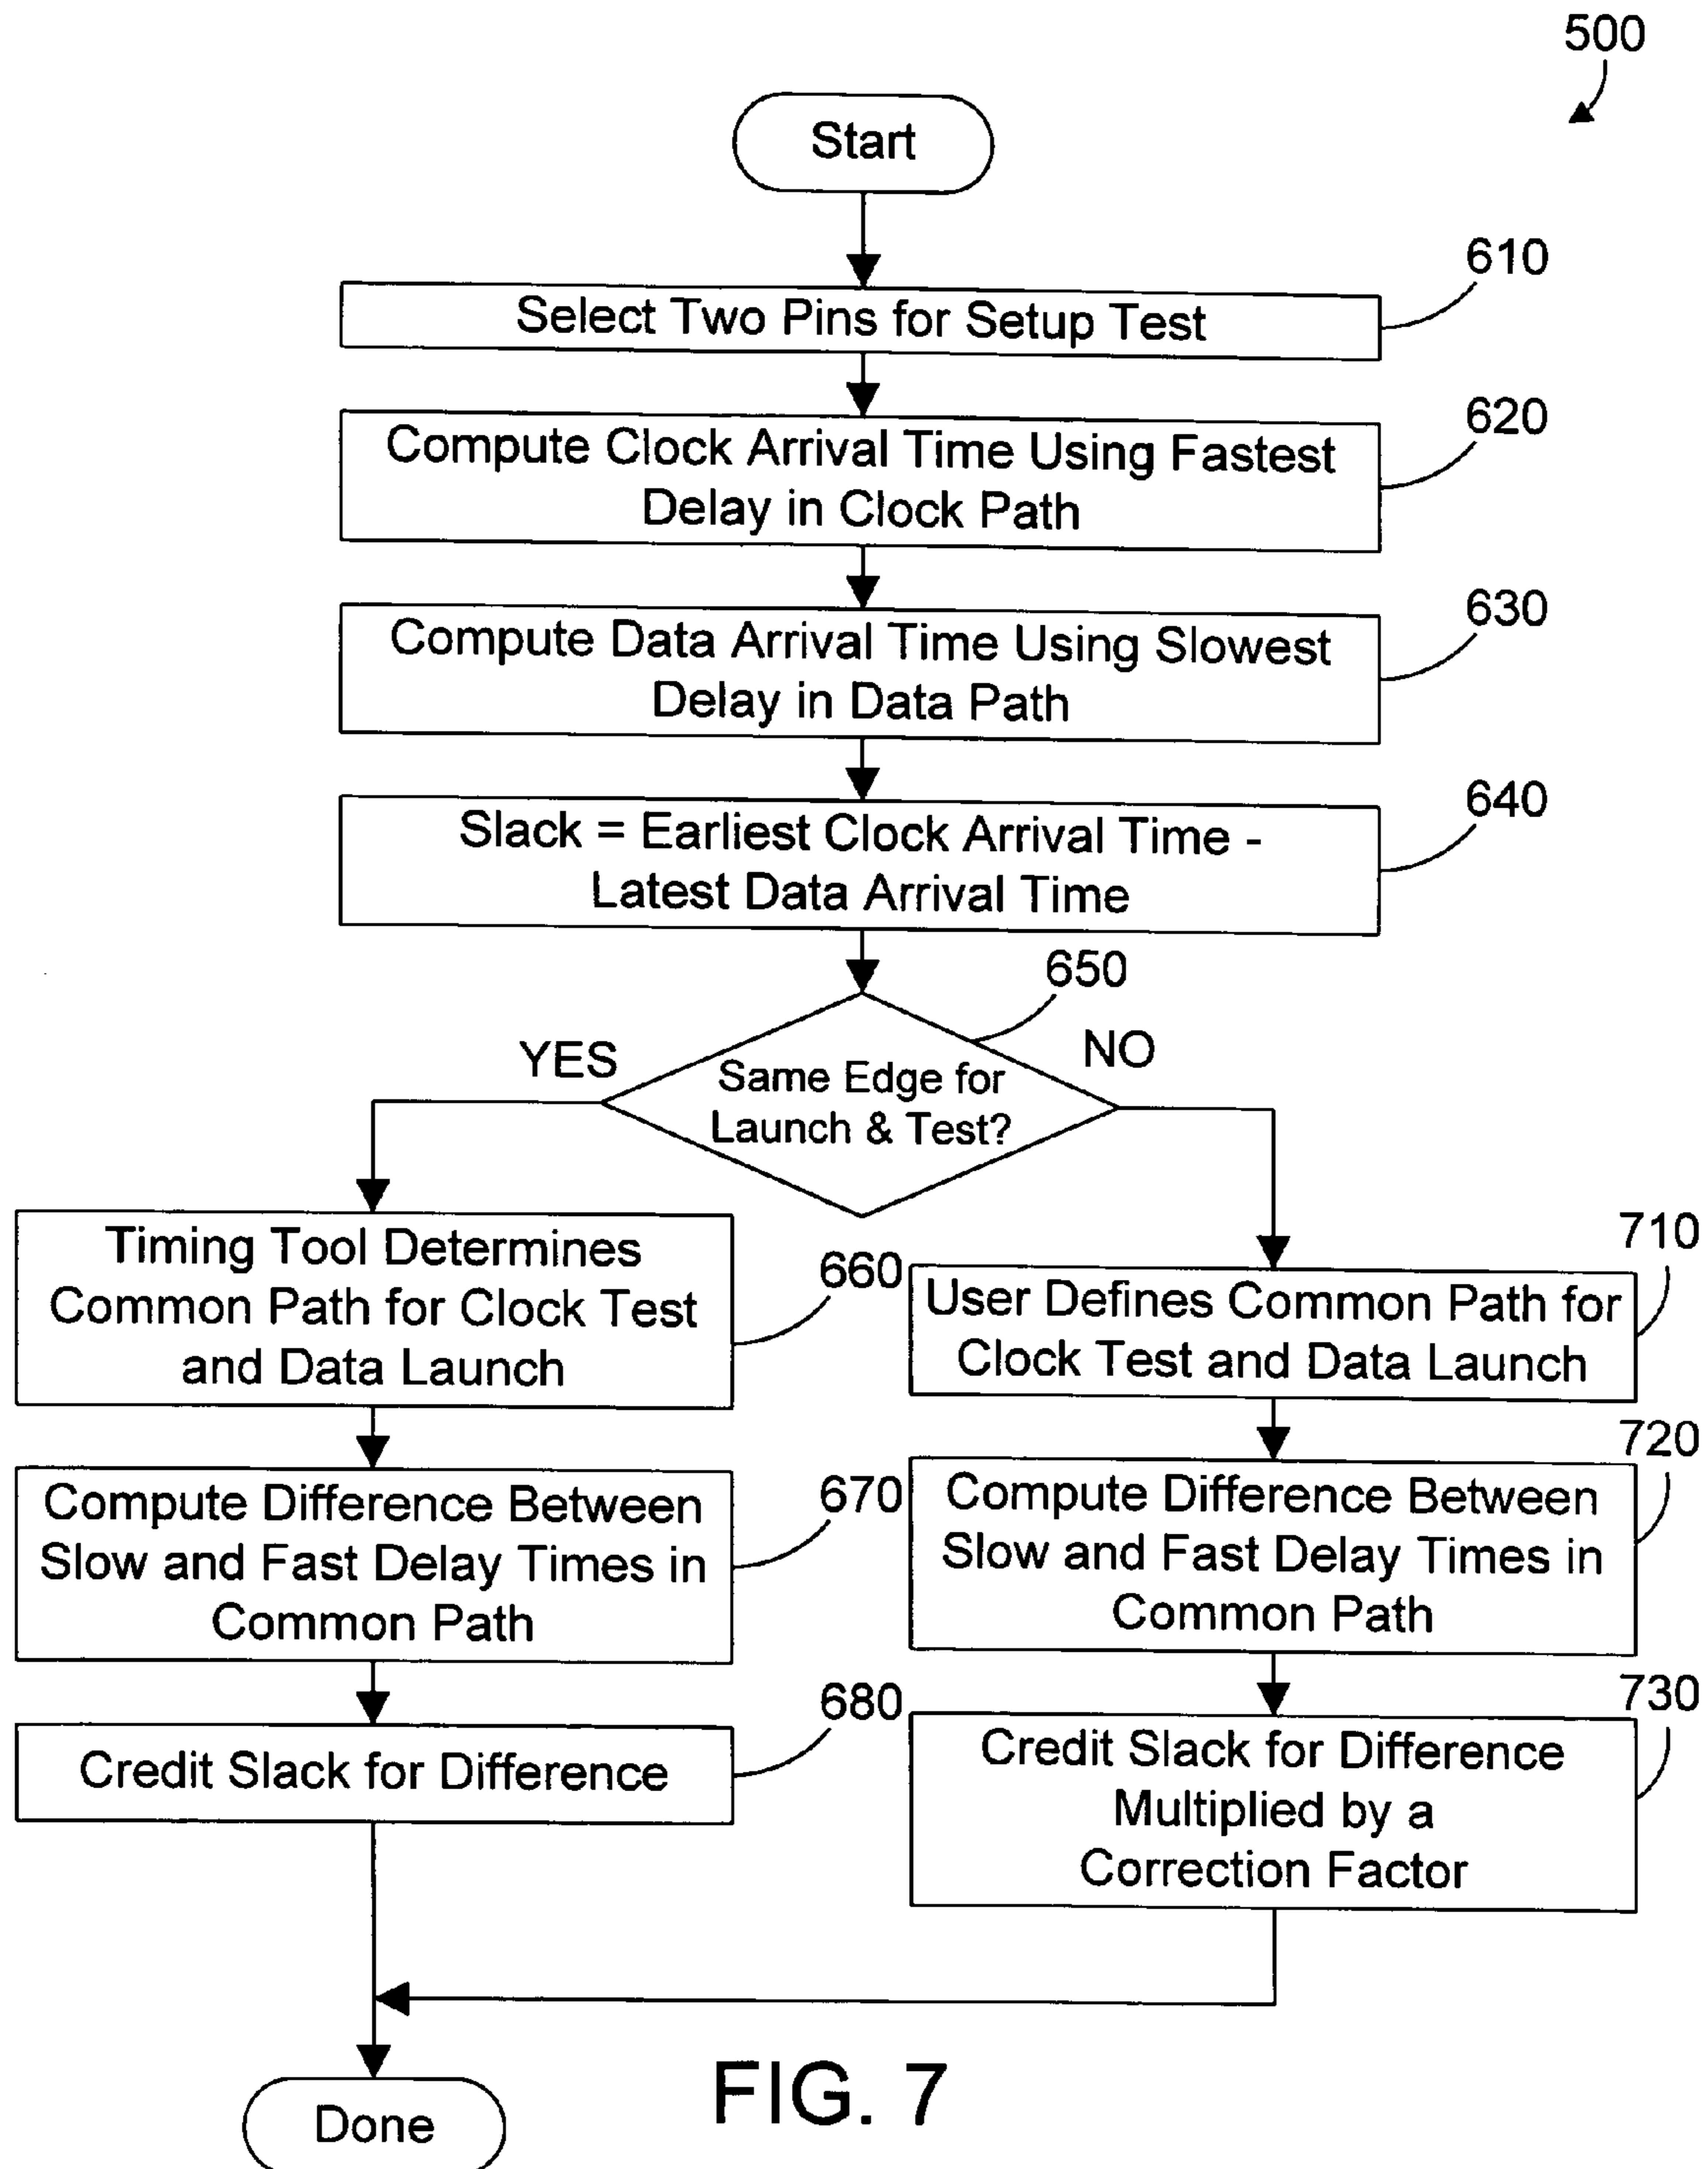 500
Start
610
Select Two Pins for Setup Test
620
Compute Clock Arrival Time Using Fastest
Delay in Clock Path
630
Compute Data Arrival Time Using Slowest
Delay in Data Path
640
Slack = Earliest Clock Arrival Time -
Latest Data Arrival Time
650
YES
NO
Same Edge for
Launch & Test?
Timing Tool Determines
Common Path for Clock Test
and Data Launch
660
710
User Defines Common Path for
Clock Test and Data Launch
Compute Difference Between
Slow and Fast Delay Times in
Common Path
670
720
Compute Difference Between
Slow and Fast Delay Times in
Common Path
680
Credit Slack for Difference
730
Credit Slack for Difference
Multiplied by a
Correction Factor
Done
FIG. 7